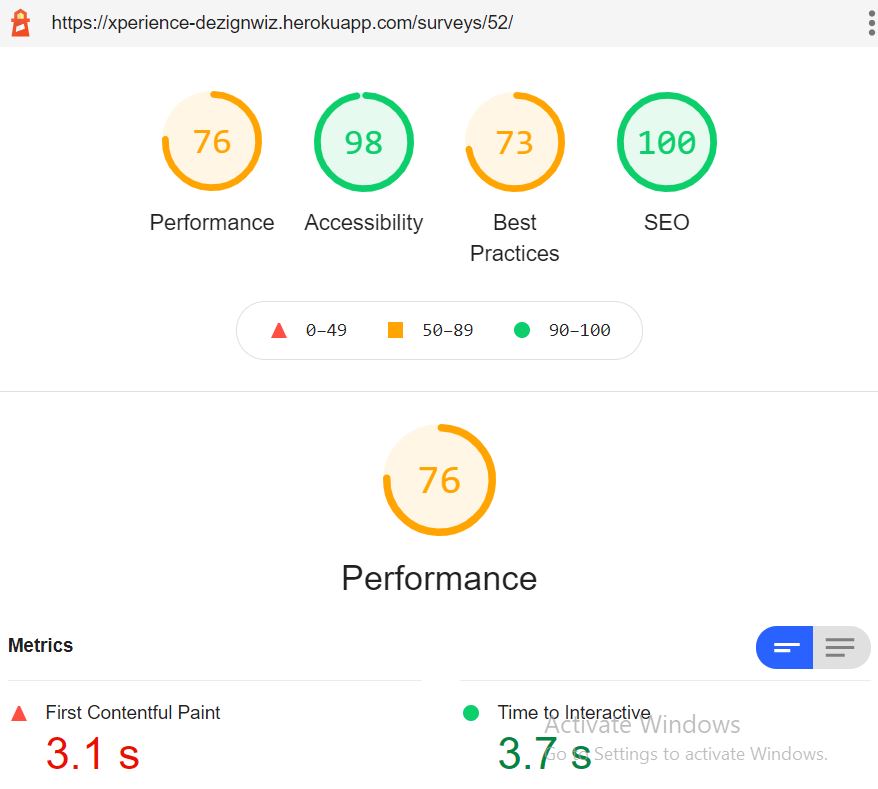 https://xperience-dezignwiz.herokuapp.com/surveys/52/
76
98
73
100
Performance
Accessibility
Best
Practices
SEO
0–49
50–89
90–100
76
Performance
Metrics
First Contentful Paint
3.1 s
Time to Interactive
3.7 s
Activate Windows
Go to Settings to activate Windows.